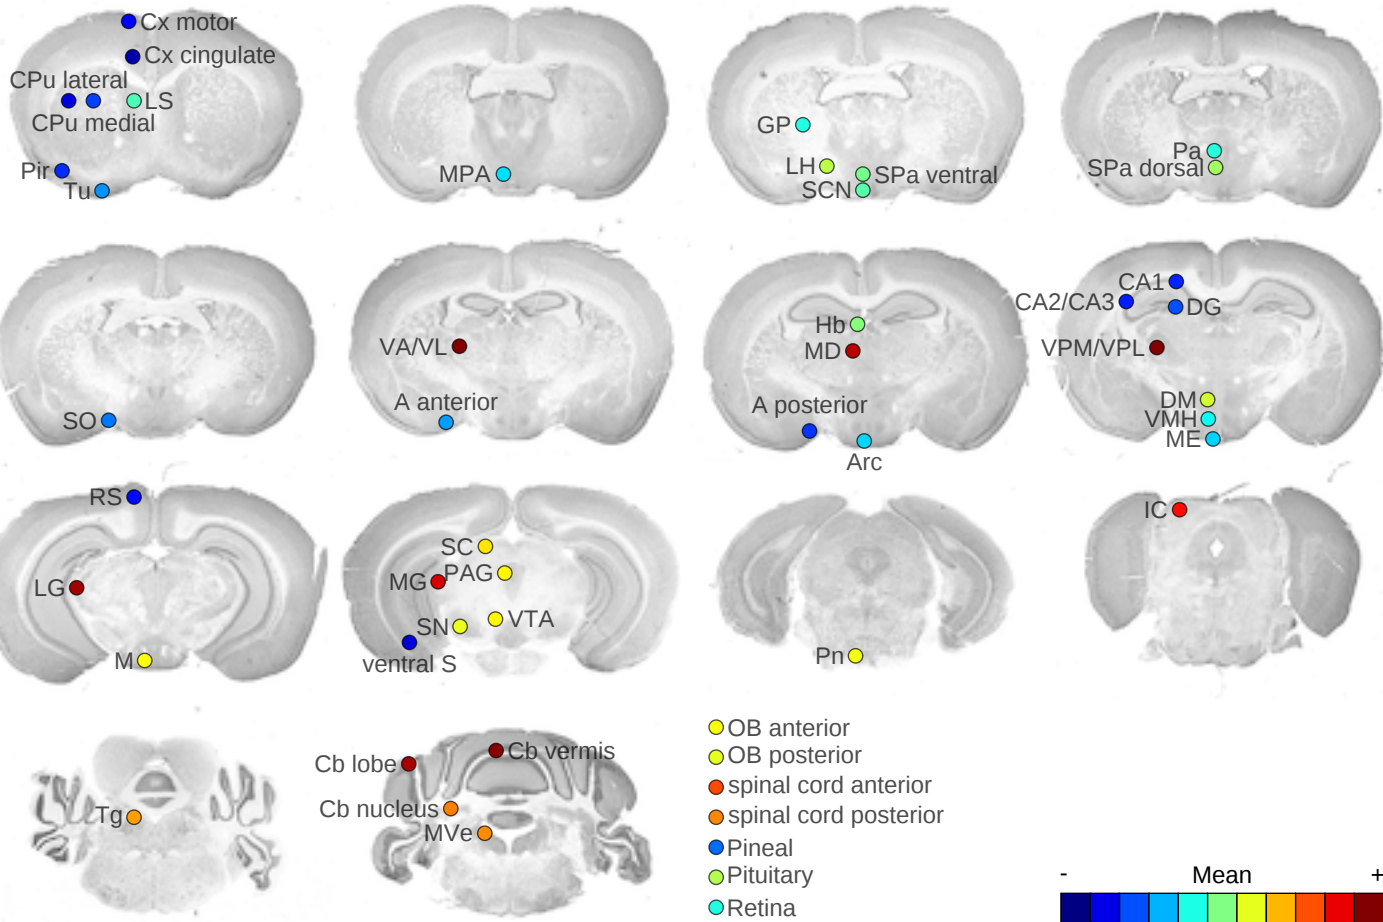 Cx motor
Cx cingulate
CPu lateral
LS
CPu medial
Pir
Tu
MPA
GP
LH
SPa ventral
SCN
Pa
SPa dorsal
SO
VA/VL
A anterior
Hb
MD
A posterior
Arc
CA1
CA2/CA3
DG
VPM/VPL
DM
VMH
ME
RS
LG
M
SC
MG
PAG
SN
VTA
ventral S
Pn
IC
Tg
Cb lobe
Cb vermis
Cb nucleus
MVe
OB anterior
OB posterior
spinal cord anterior
spinal cord posterior
Pineal
Pituitary
Retina
- Mean +